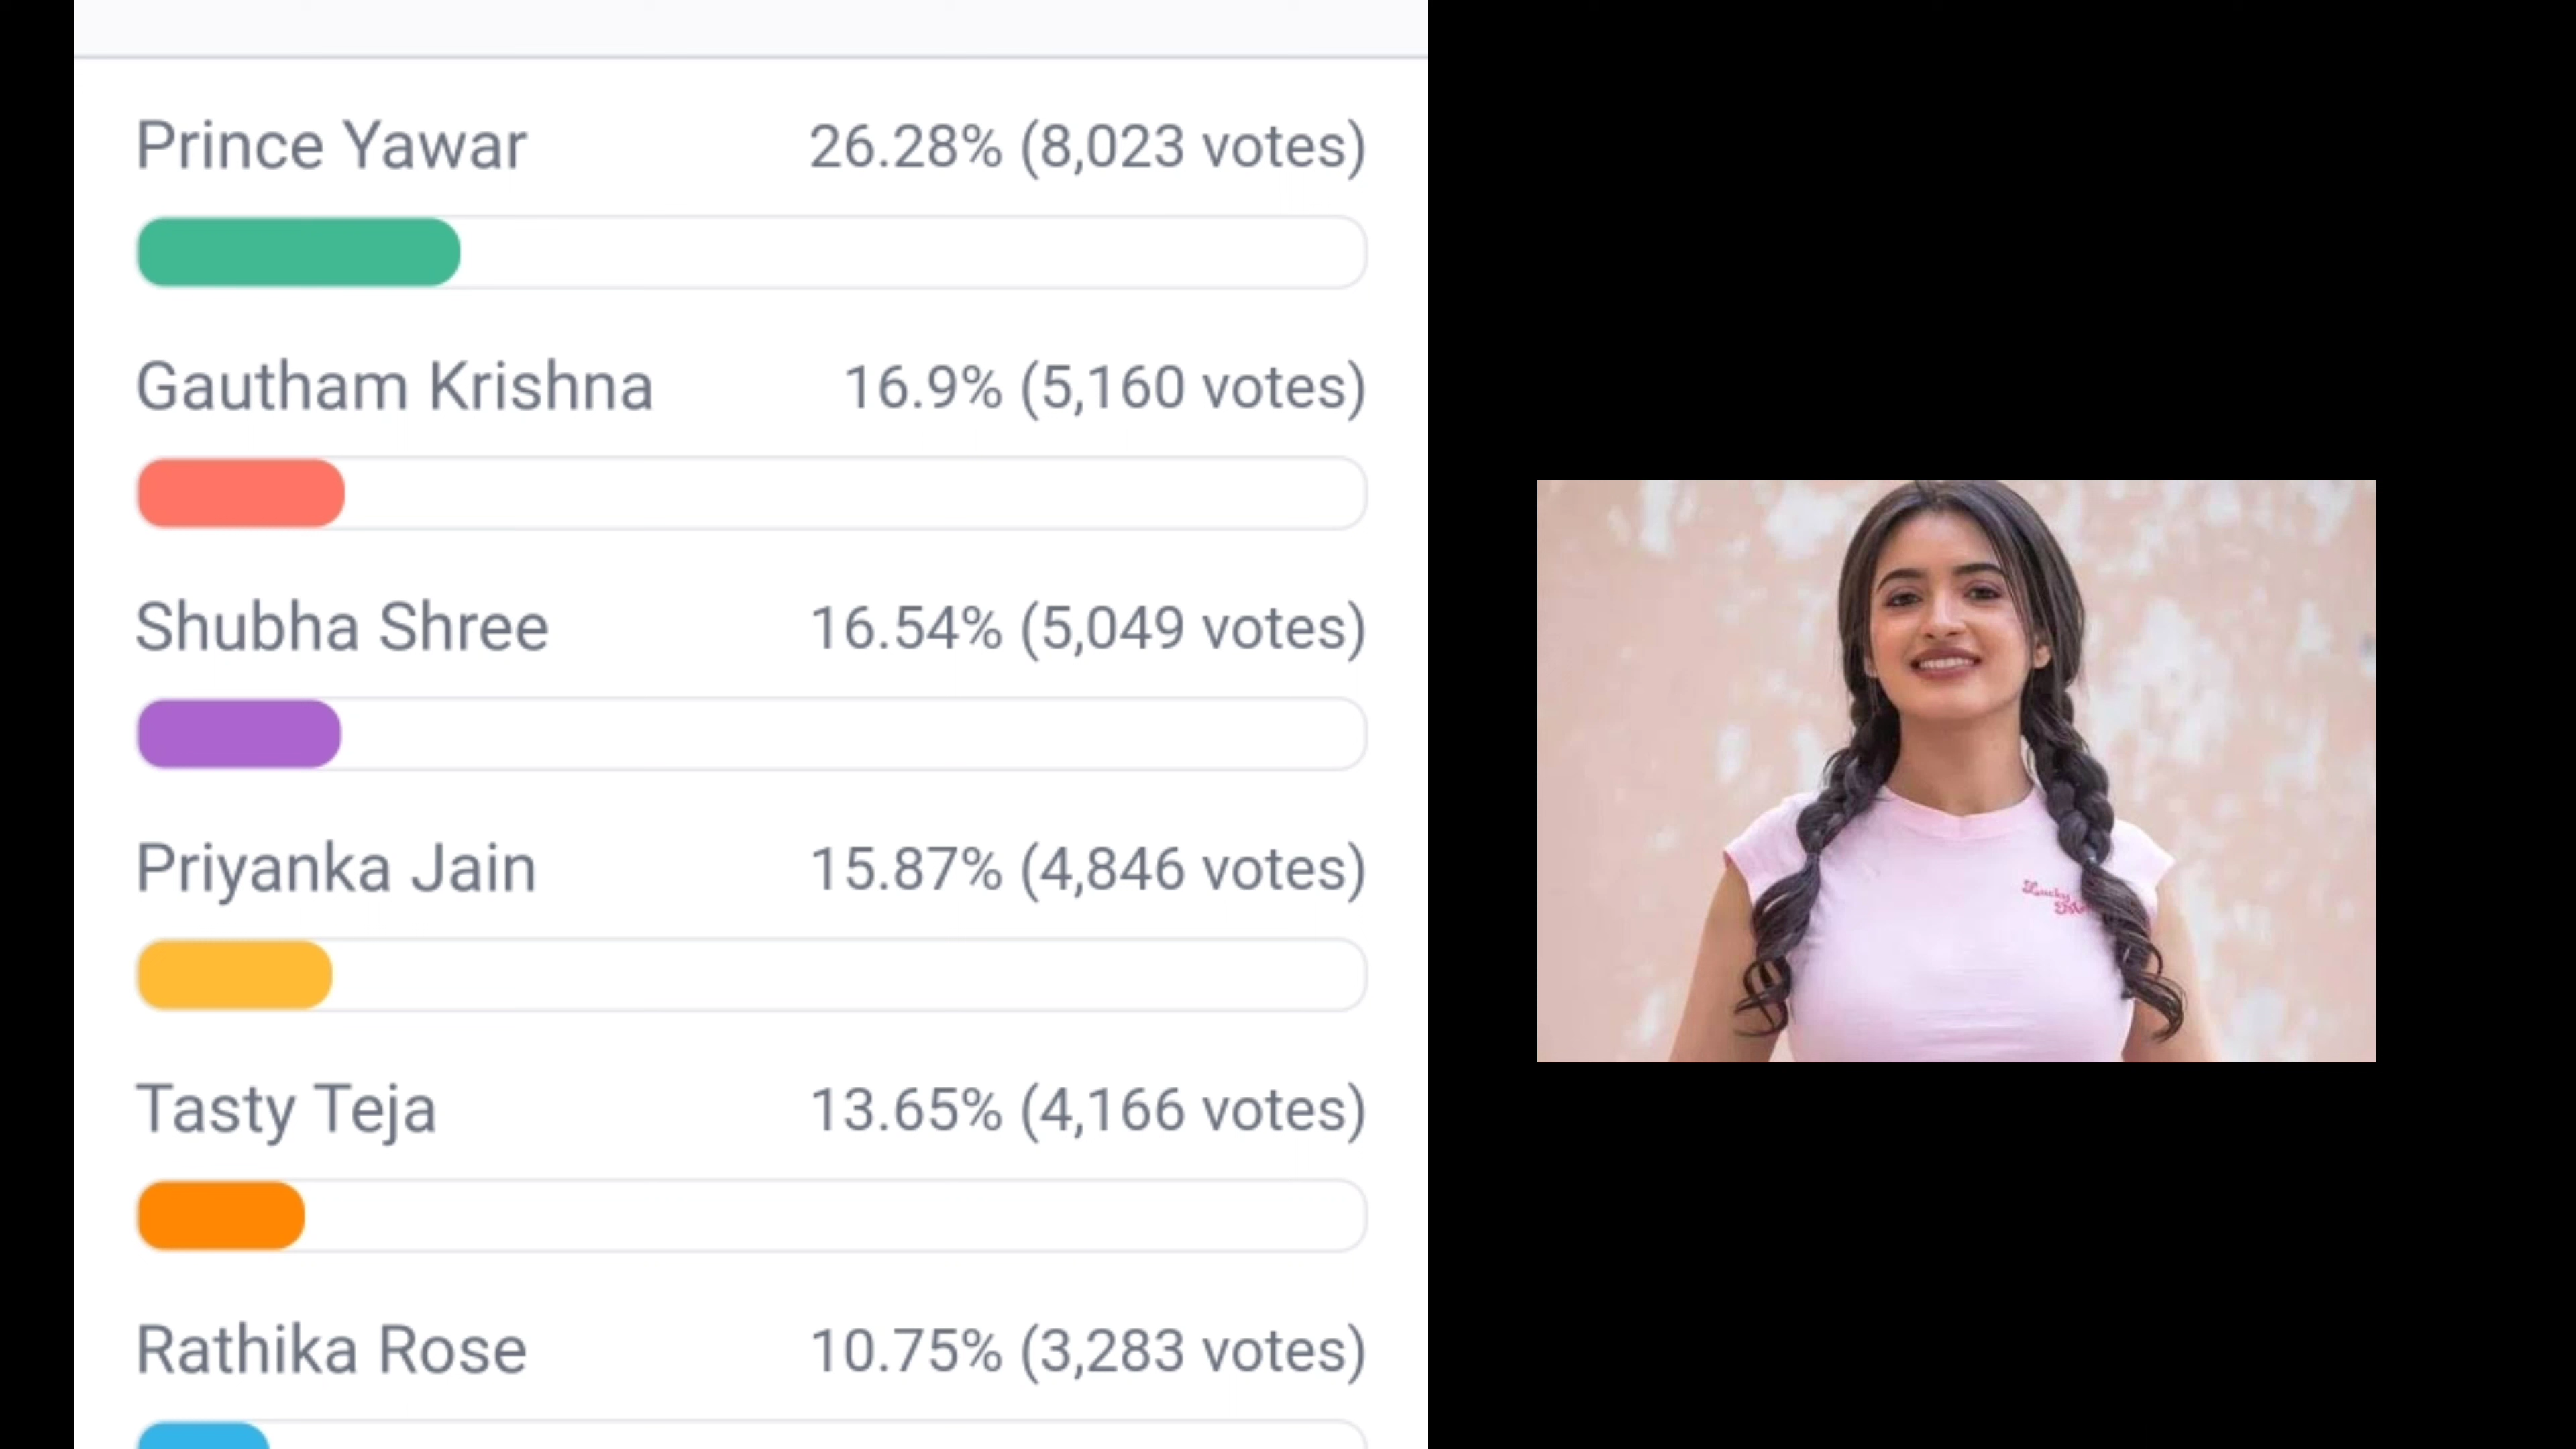 Prince Yawar 26.28% (8,023 votes)
Gautham Krishna 16.9% (5,160 votes)
Shubha Shree 16.54% (5,049 votes)
Priyanka Jain 15.87% (4,846 votes)
Tasty Teja 13.65% (4,166 votes)
Rathika Rose 10.75% (3,283 votes)
Lucky